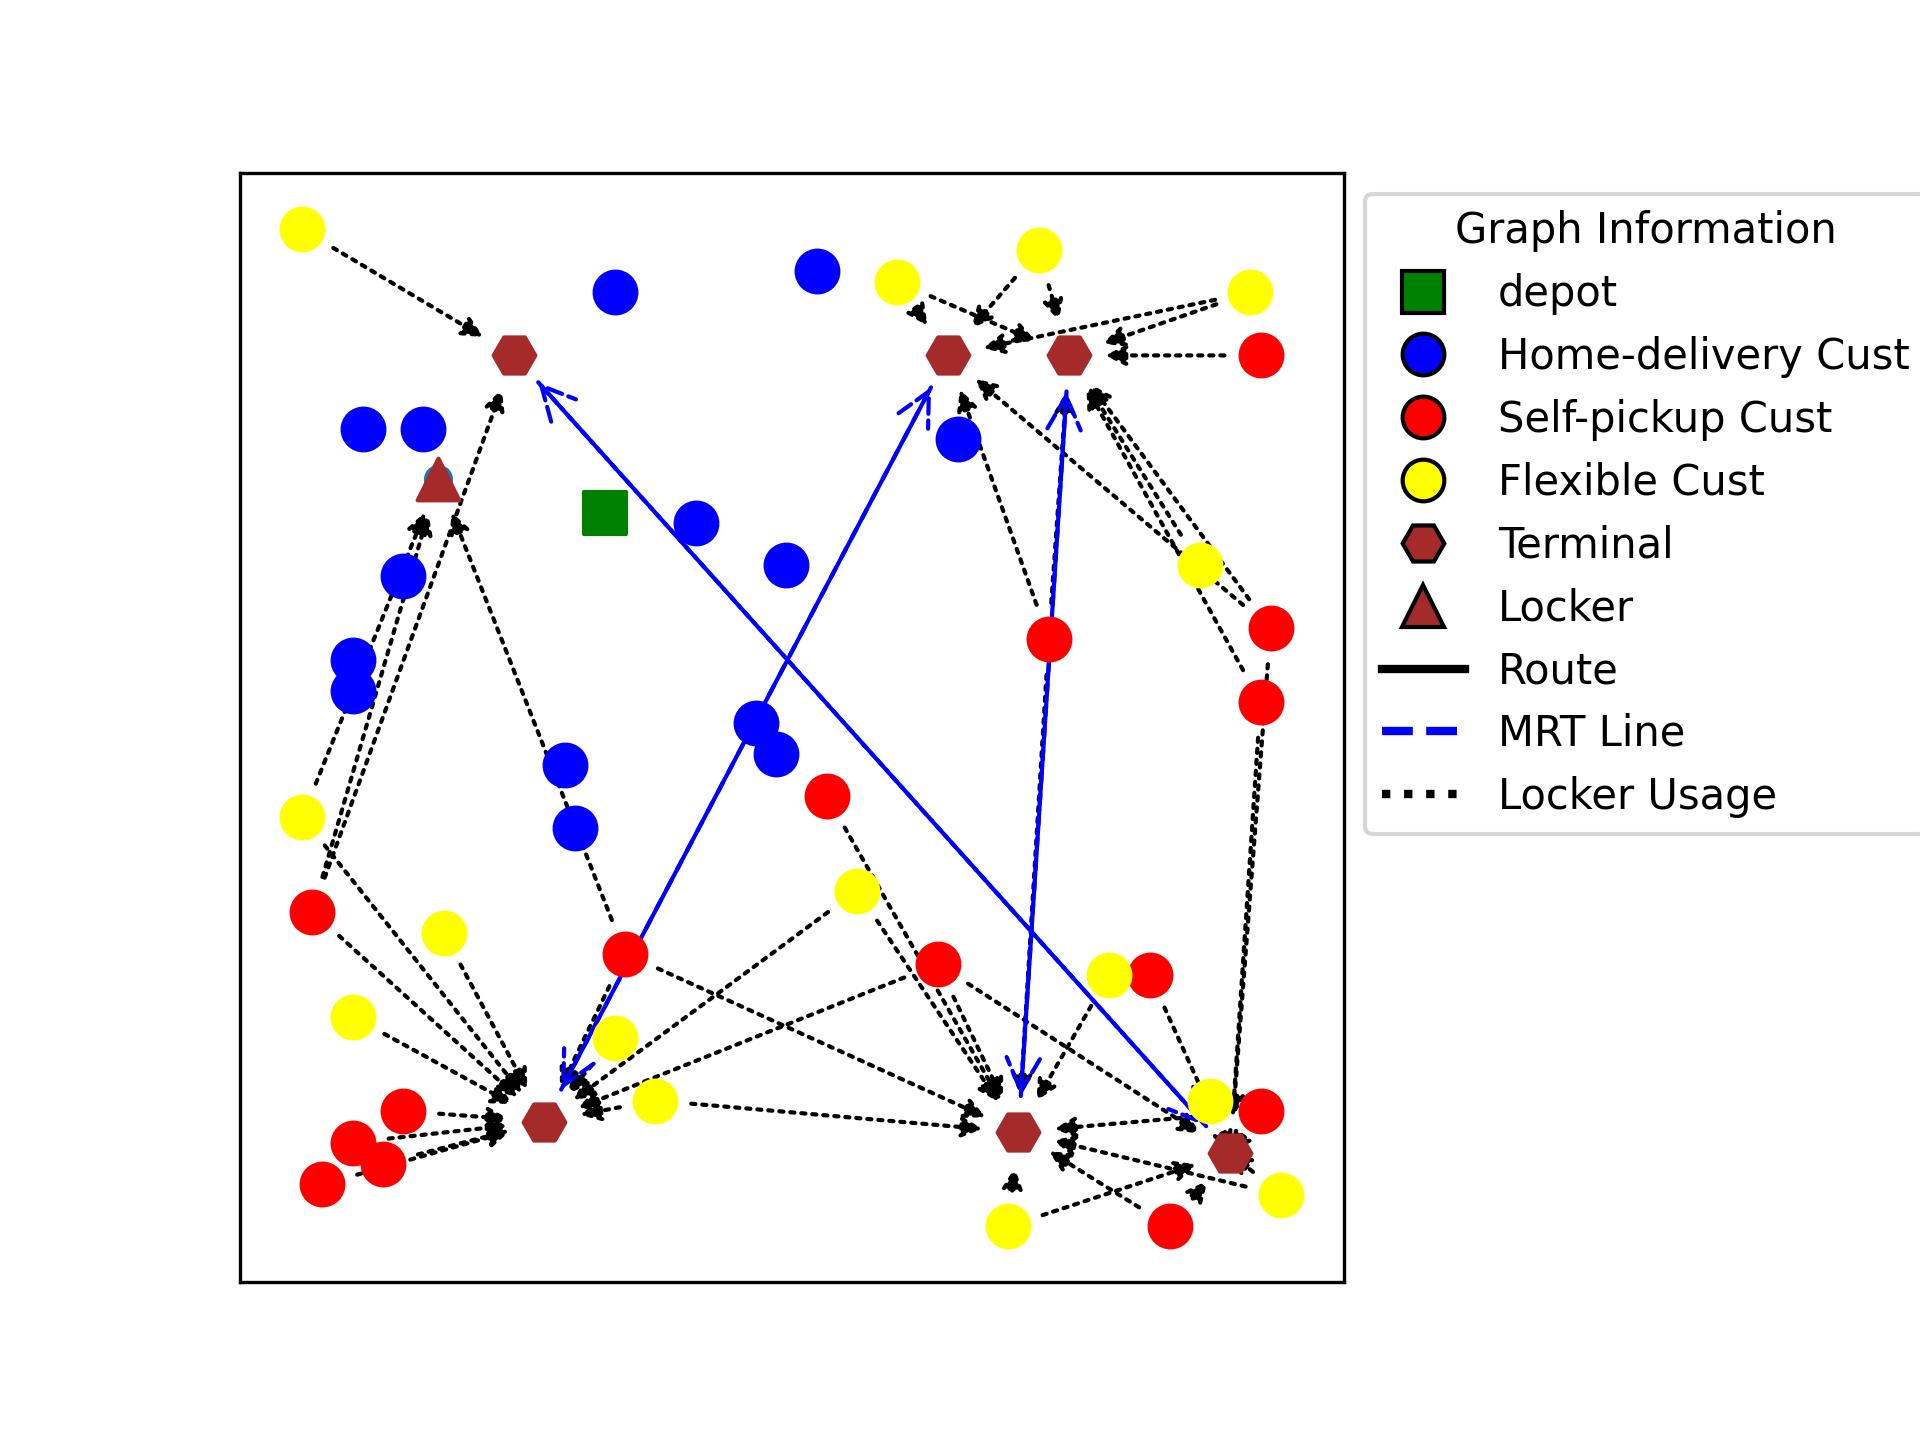 Graph Information
depot
Home-delivery Cust
Self-pickup Cust
Flexible Cust
Terminal
Locker
Route
MRT Line
Locker Usage